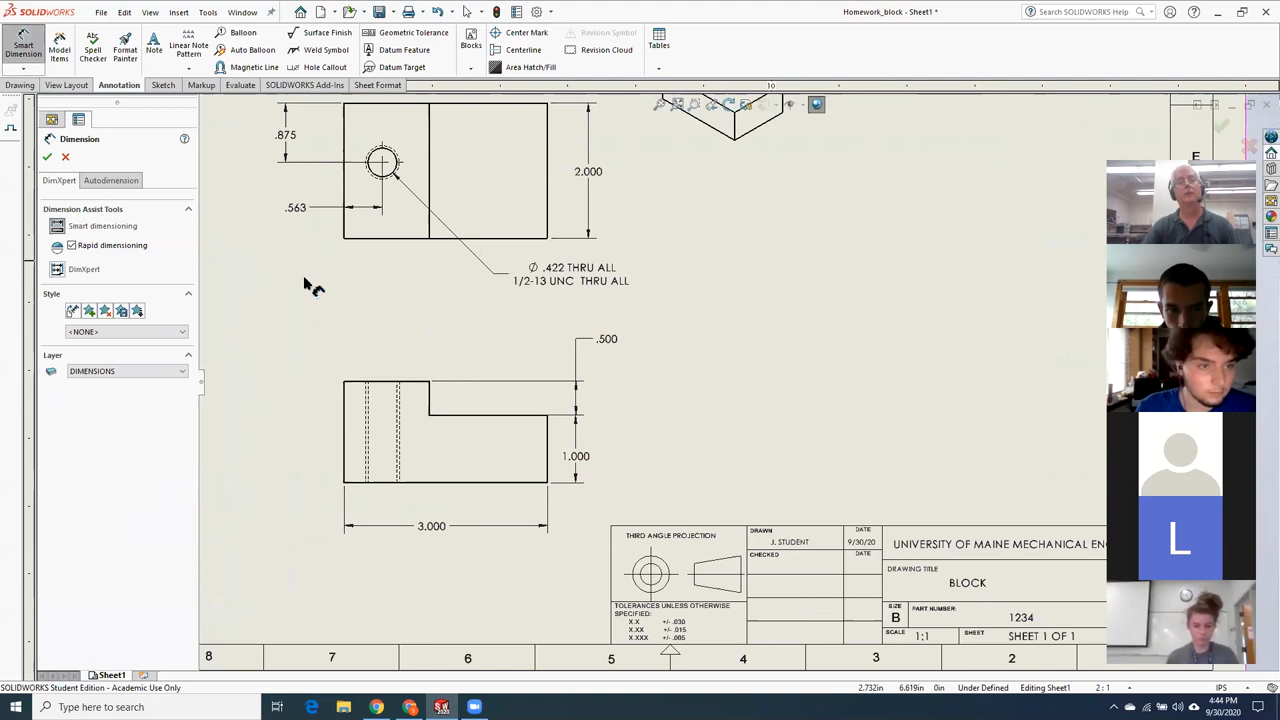 SOLIDWORKS File Edit View Insert Tools Window Homework_block - Sheet1 * Search SOLIDWORKS Help
Smart Dimension
Model Items
Spell Checker
Format Painter
Note
Linear Note Pattern
Balloon
Auto Balloon
Magnetic Line
Surface Finish
Weld Symbol
Hole Callout
Geometric Tolerance
Datum Feature
Datum Target
Blocks
Center Mark
Centerline
Area Hatch/Fill
Revision Symbol
Revision Cloud
Tables
Drawing View Layout Annotation Sketch Markup Evaluate SOLIDWORKS Add-Ins Sheet Format
10
Dimension
DimXpert Autodimension
Dimension Assist Tools
Smart dimensioning
Rapid dimensioning
DimXpert
Style
<NONE>
Layer
DIMENSIONS
.875
2.000
.563
Ø .422 THRU ALL
1/2-13 UNC THRU ALL
E
.500
1.000
3.000
THIRD ANGLE PROJECTION
TOLERANCES UNLESS OTHERWISE
SPECIFIED:
X.X +/- .030
X.XX +/- .015
X.XXX +/- .005
DRAWN
J. STUDENT
DATE
9/30/20
CHECKED
DATE
UNIVERSITY OF MAINE MECHANICAL EN
DRAWING TITLE
BLOCK
SIZE
B
PART NUMBER:
1234
SCALE
1:1
SHEET
SHEET 1 OF 1
8 7 6 5 4 3 2
L
Sheet1
SOLIDWORKS Student Edition - Academic Use Only 2.732in 6.619in 0in Under Defined Editing Sheet1 2 : 1 IPS
Type here to search
4:44 PM
9/30/2020